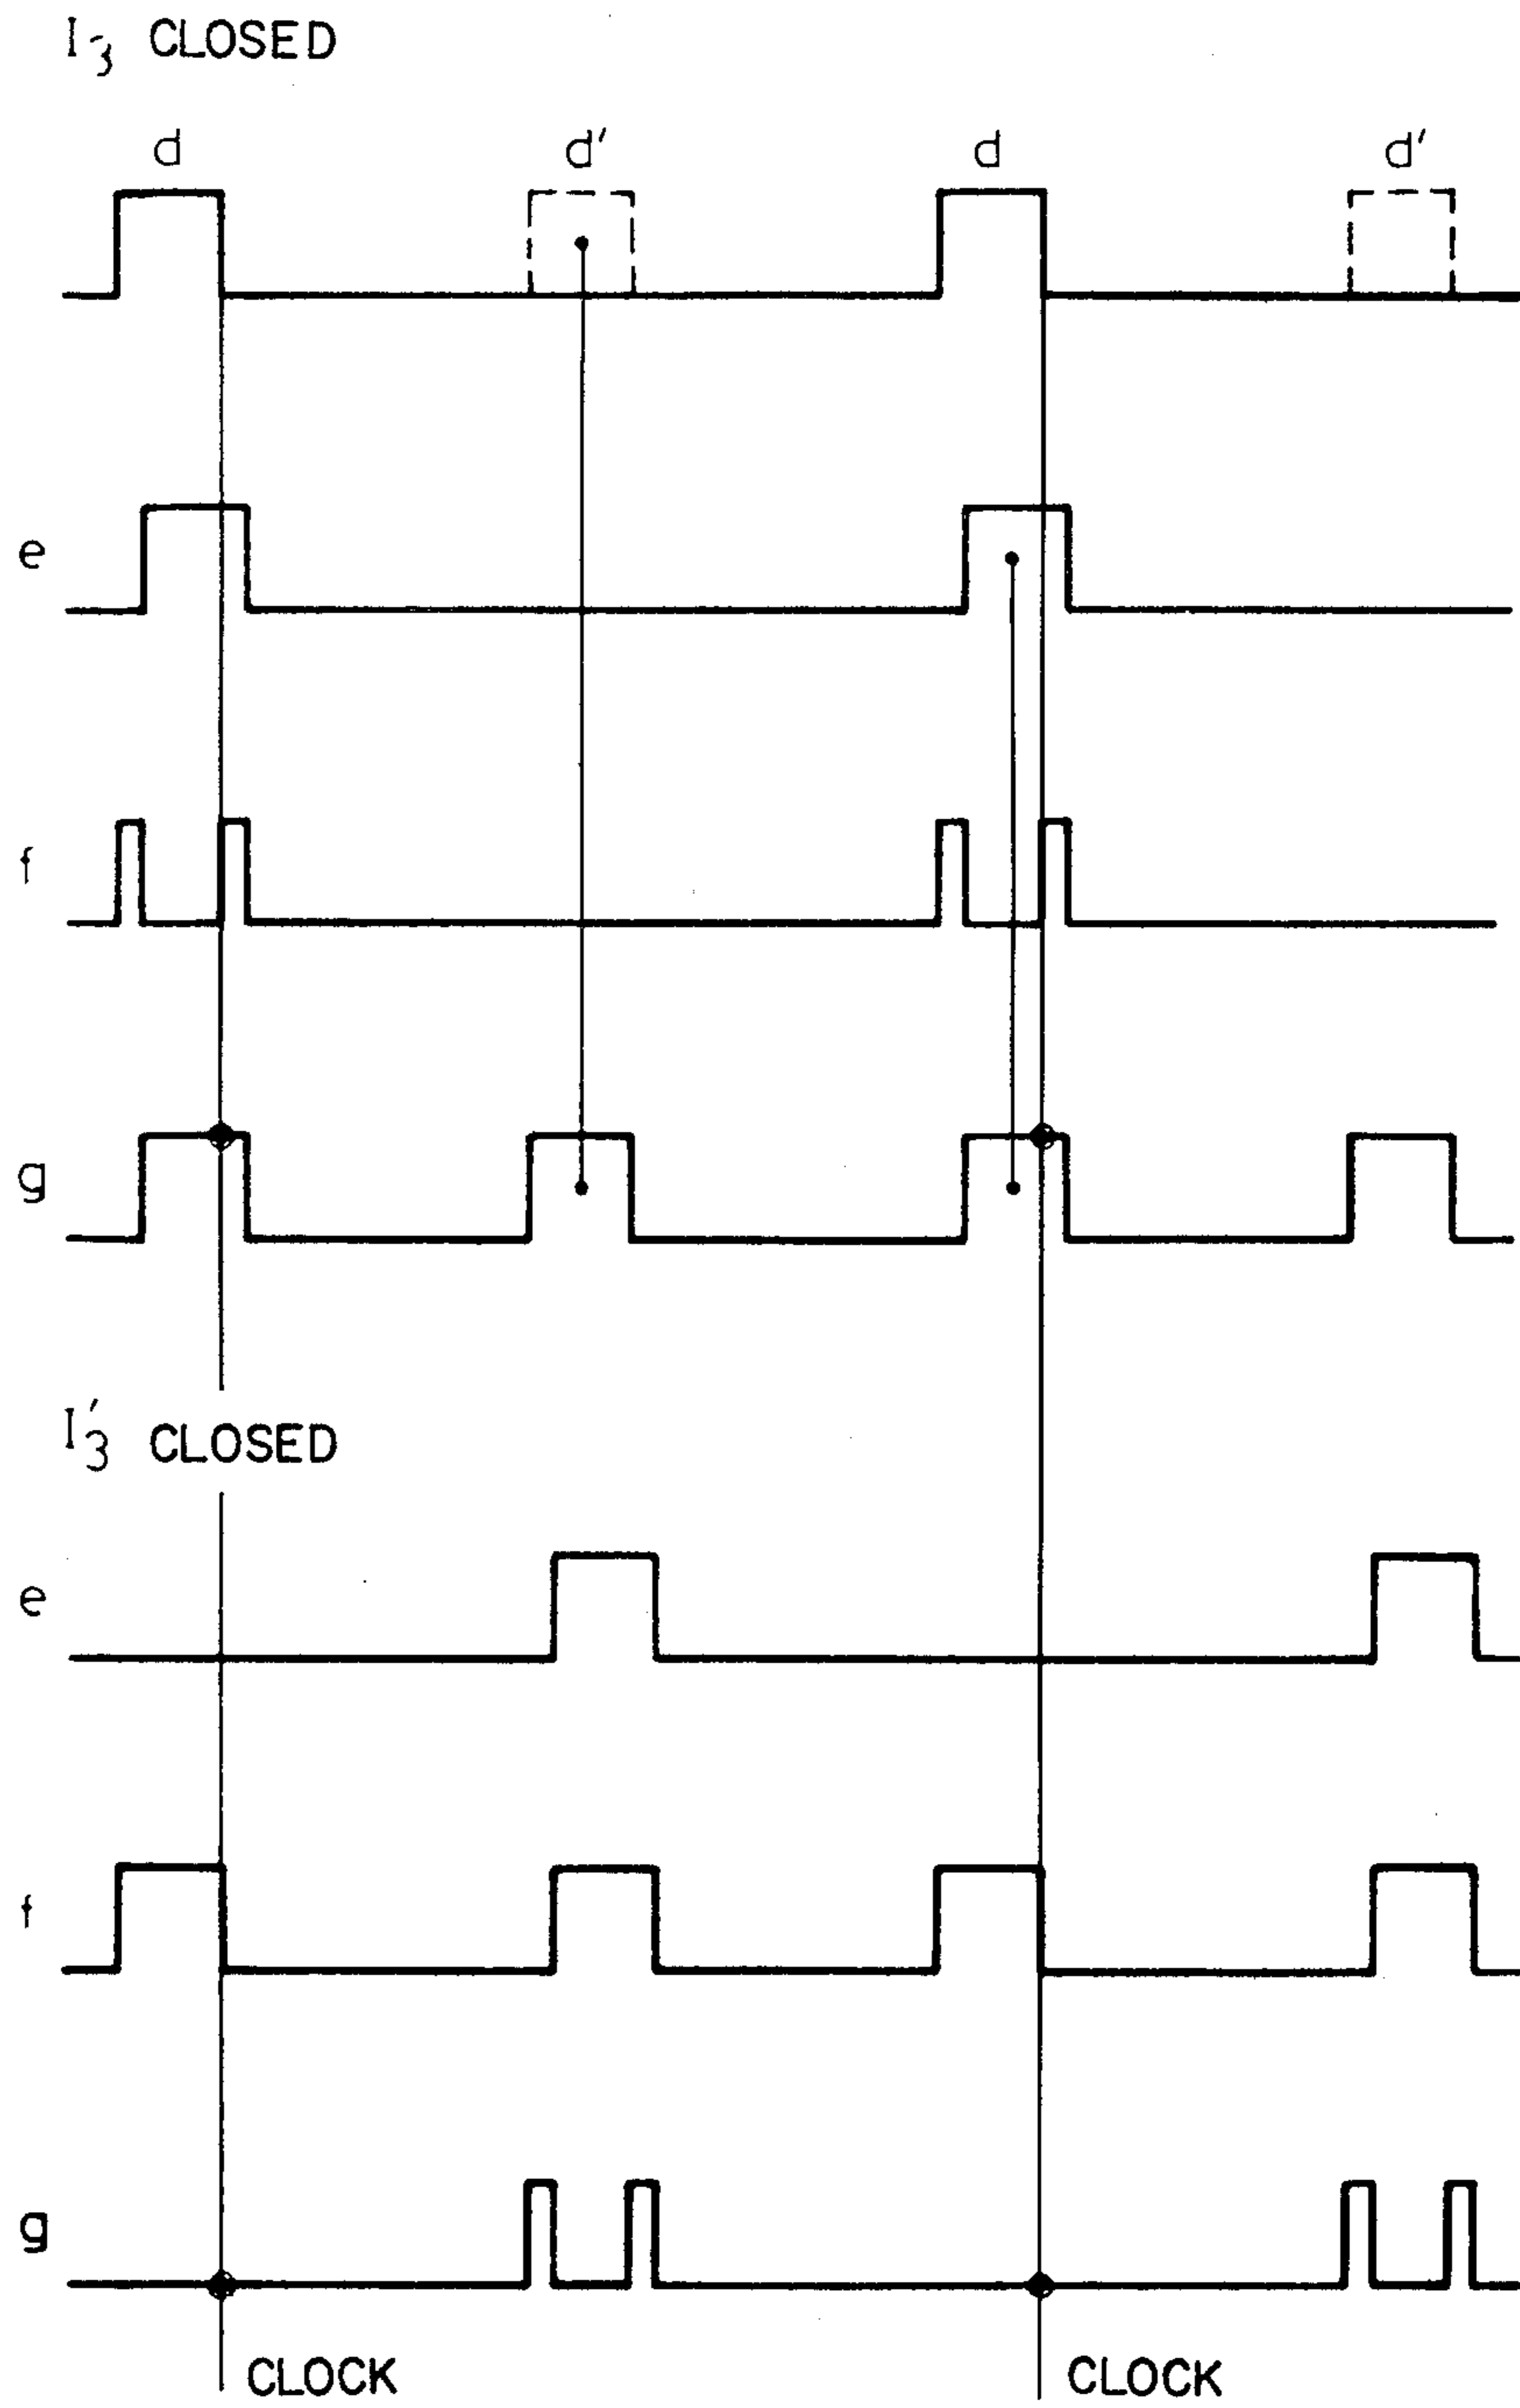 I₃ CLOSED
d d' d d'
e
f
g
I'₃ CLOSED
e
f
g
CLOCK CLOCK